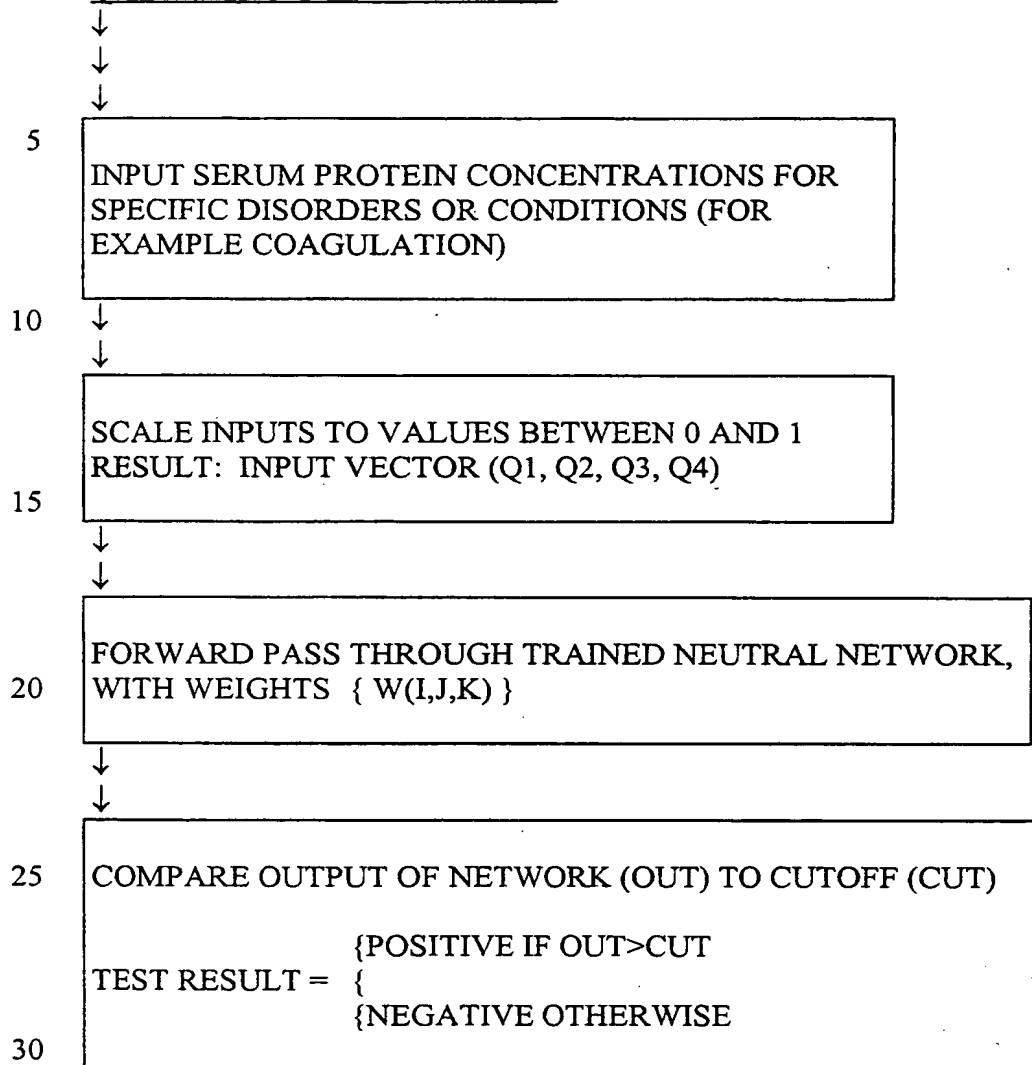 ↓
↓
↓
5
INPUT SERUM PROTEIN CONCENTRATIONS FOR
SPECIFIC DISORDERS OR CONDITIONS (FOR
EXAMPLE COAGULATION)
10 ↓
↓
SCALE INPUTS TO VALUES BETWEEN 0 AND 1
RESULT: INPUT VECTOR (Q1, Q2, Q3, Q4)
15
↓
↓
FORWARD PASS THROUGH TRAINED NEUTRAL NETWORK,
20 WITH WEIGHTS { W(I,J,K) }
↓
↓
25 COMPARE OUTPUT OF NETWORK (OUT) TO CUTOFF (CUT)
{POSITIVE IF OUT>CUT
TEST RESULT = {
{NEGATIVE OTHERWISE
30